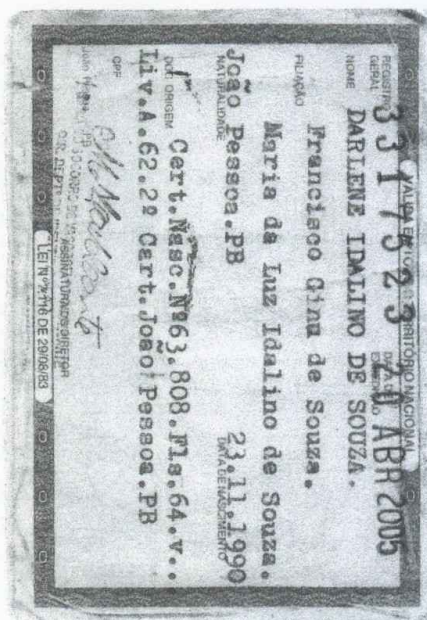 VÁLIDA EM TODO O TERRITÓRIO NACIONAL
REGISTRO GERAL 3317523 DATA DE EXPEDIÇÃO 20 ABR 2005
NOME DARLENE IDALINO DE SOUZA.
FILIAÇÃO Francisco Ginu de Souza.
Maria da Luz Idalino de Souza.
João Pessoa.PB 23.11.1990
NATURALIDADE DATA DE NASCIMENTO
DOC ORIGEM Cert.Nasc.Nº63.808.Fls.64.v..
Liv.A.62.2º Cart.João Pessoa.PB
CPF
ASSINATURA DO DIRETOR
LEI Nº 7.116 DE 29/08/83